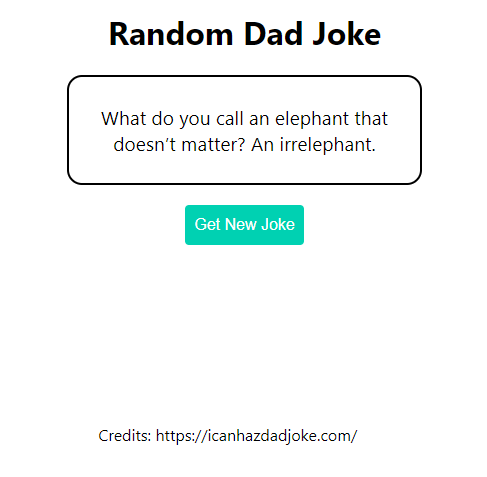 Random Dad Joke
What do you call an elephant that
doesn’t matter? An irrelephant.
Get New Joke
Credits: https://icanhazdadjoke.com/